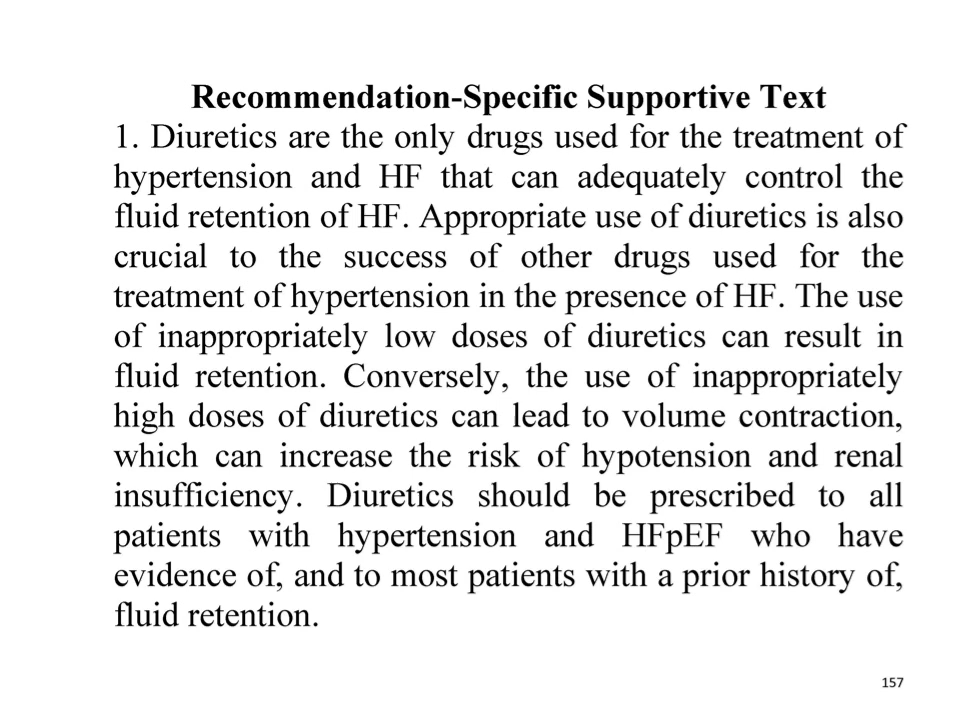 Recommendation-Specific Supportive Text
1. Diuretics are the only drugs used for the treatment of
hypertension and HF that can adequately control the
fluid retention of HF. Appropriate use of diuretics is also
crucial to the success of other drugs used for the
treatment of hypertension in the presence of HF. The use
of inappropriately low doses of diuretics can result in
fluid retention. Conversely, the use of inappropriately
high doses of diuretics can lead to volume contraction,
which can increase the risk of hypotension and renal
insufficiency. Diuretics should be prescribed to all
patients with hypertension and HFpEF who have
evidence of, and to most patients with a prior history of,
fluid retention.
157